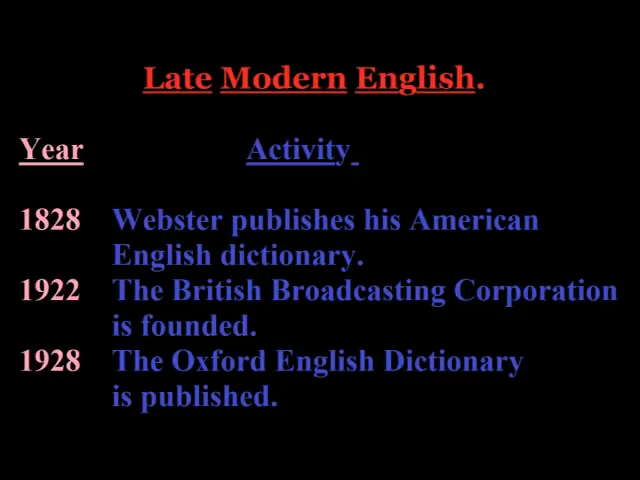 Late Modern English.
Year Activity
1828 Webster publishes his American
English dictionary.
1922 The British Broadcasting Corporation
is founded.
1928 The Oxford English Dictionary
is published.